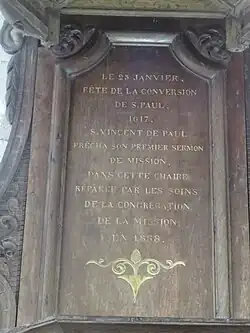 LE 25 JANVIER,
FÊTE DE LA CONVERSION
DE S. PAUL.
1617.
S. VINCENT DE PAUL
PRÊCHA SON PREMIER SERMON
DE MISSION,
DANS CETTE CHAIRE
RÉPARÉE PAR LES SOINS
DE LA CONGRÉGATION
DE LA MISSION
EN 1868.